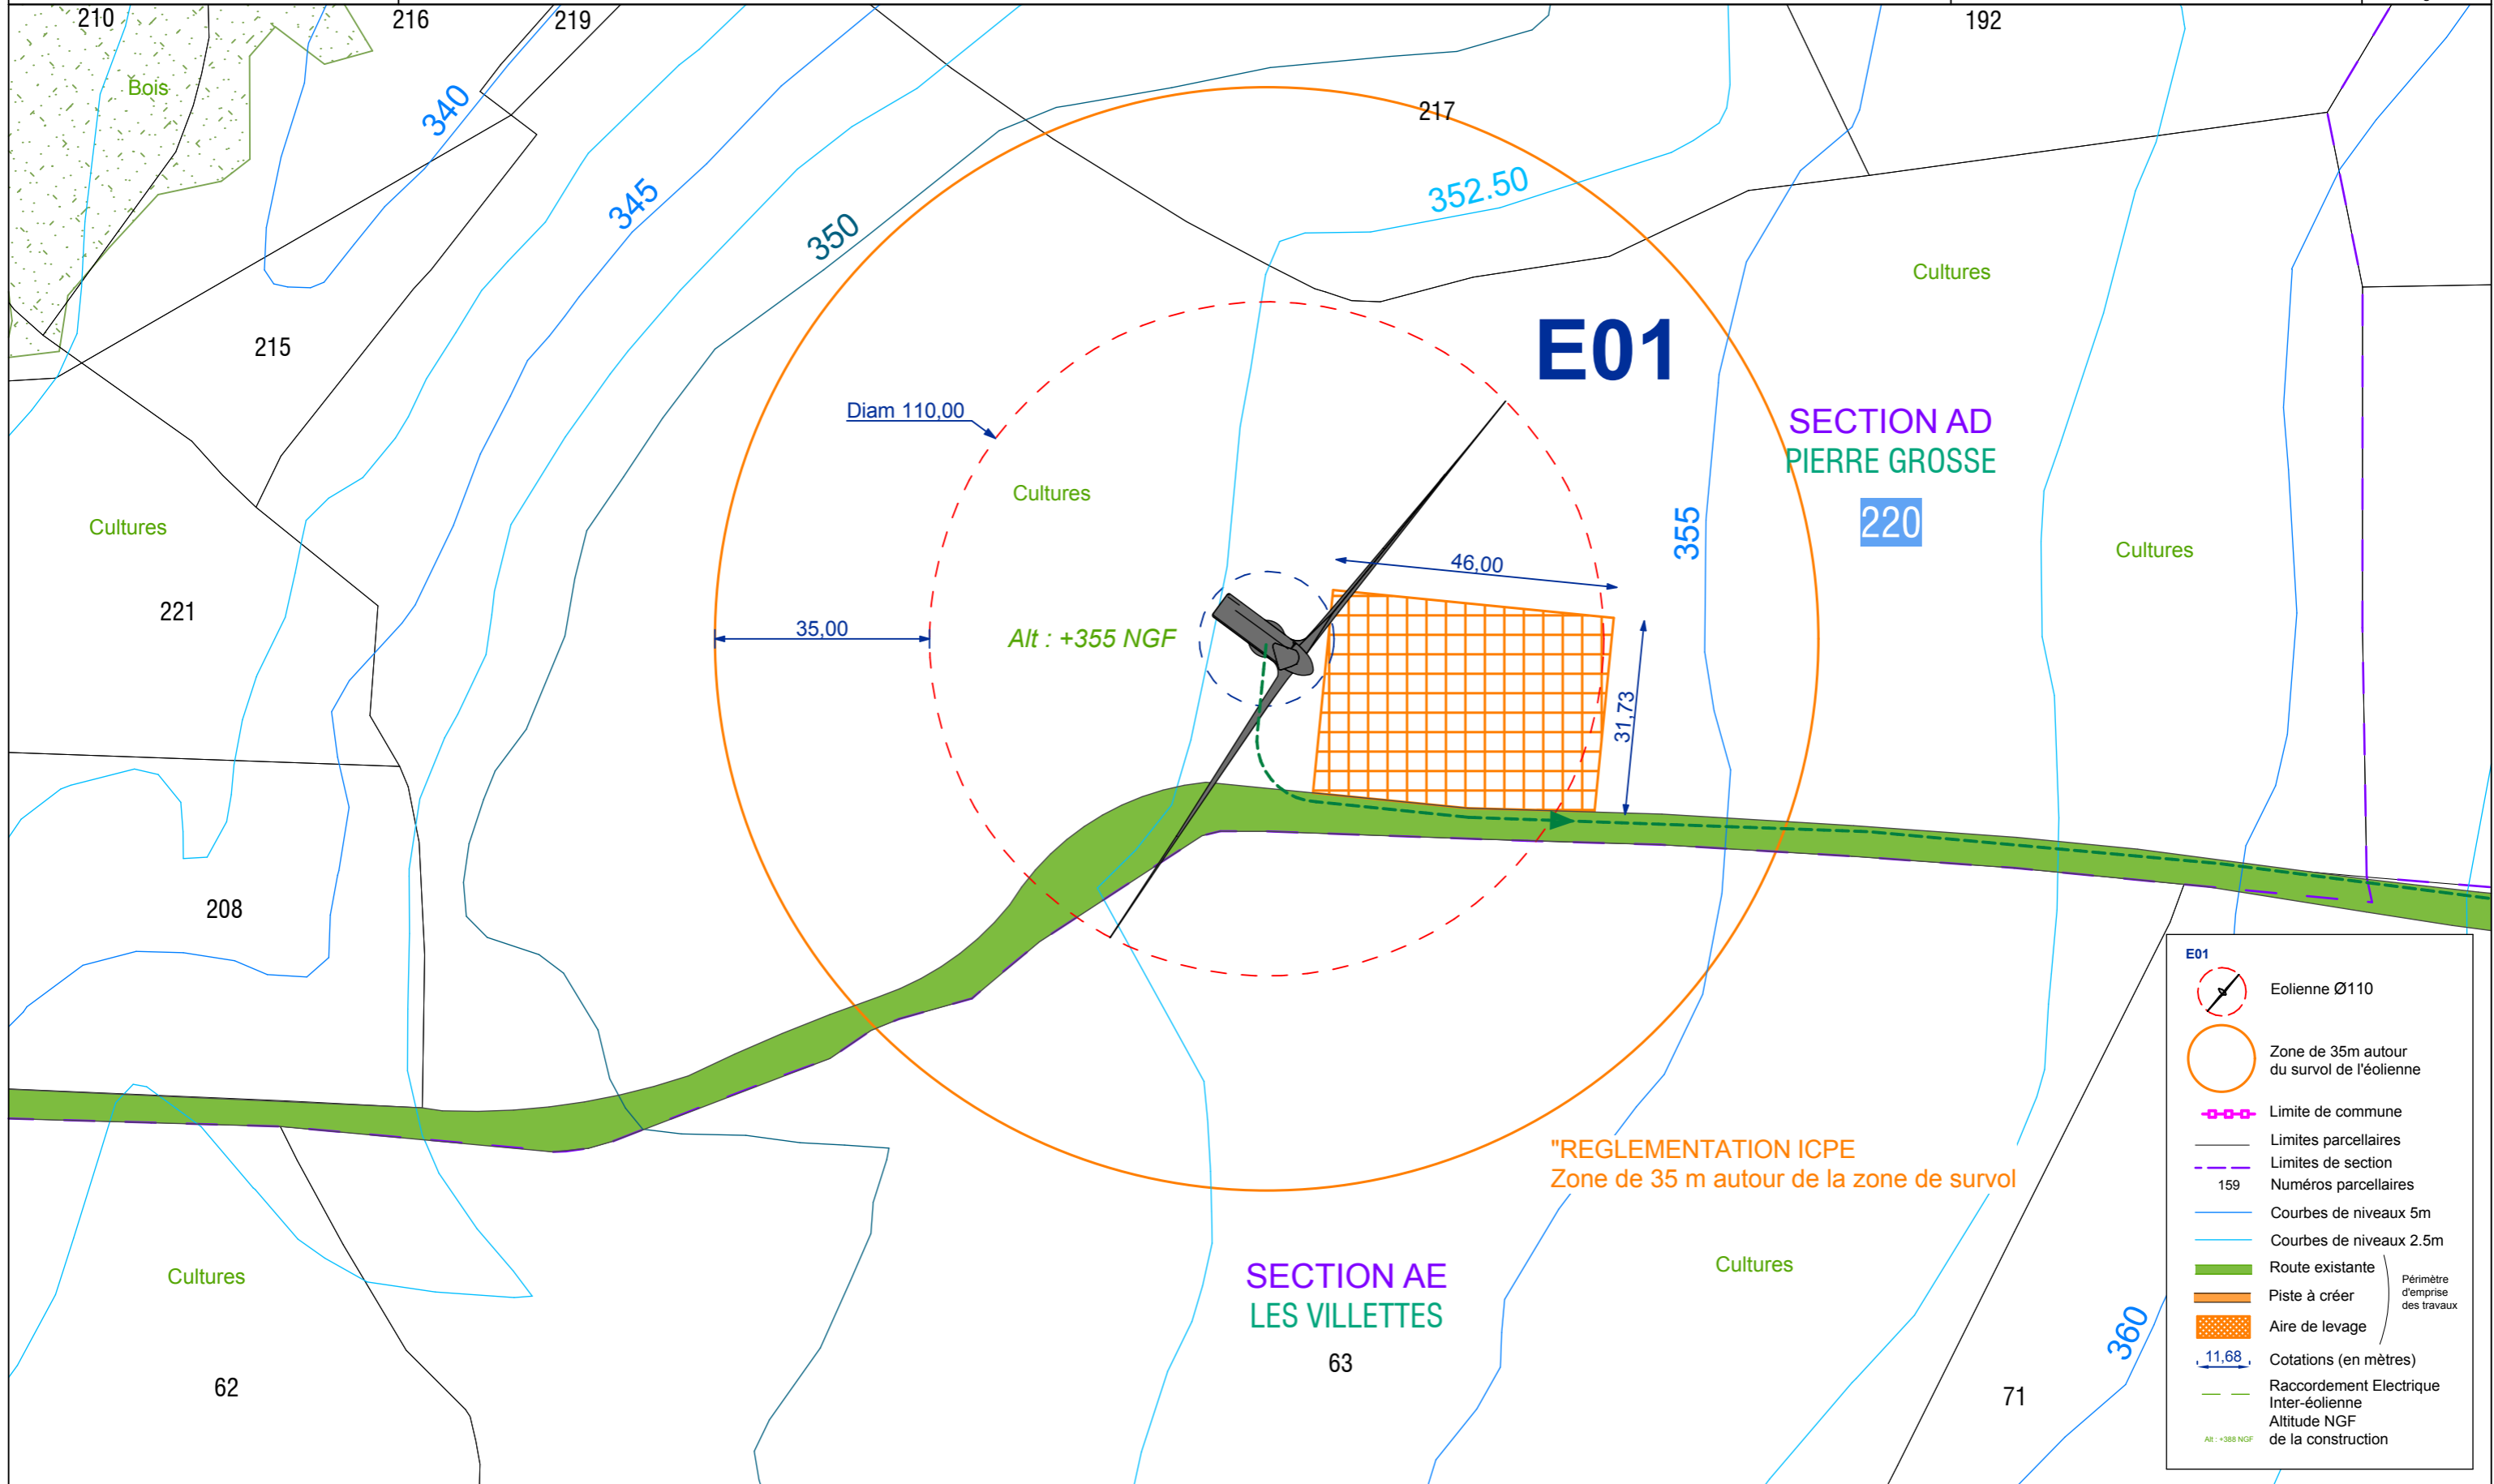 210
216
219
192
Bois
340
217
345
352.50
350
Cultures
E01
215
Diam 110,00
SECTION AD
PIERRE GROSSE
Cultures
220
355
Cultures
Cultures
46,00
221
35,00
Alt : +355 NGF
31,73
208
"REGLEMENTATION ICPE
Zone de 35 m autour de la zone de survol
Cultures
SECTION AE
LES VILLETTES
Cultures
63
62
71
360
E01
Eolienne Ø110
Zone de 35m autour
du survol de l'éolienne
Limite de commune
Limites parcellaires
Limites de section
159 Numéros parcellaires
Courbes de niveaux 5m
Courbes de niveaux 2.5m
Route existante
Piste à créer
Périmètre
d'emprise
des travaux
Aire de levage
11,68 Cotations (en mètres)
Raccordement Electrique
Inter-éolienne
Altitude NGF
Alt : +388 NGF de la construction